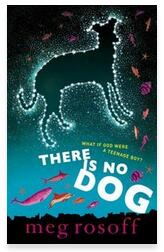 WHAT IF GOD WERE
A TEENAGE BOY?
THERE
IS NO
DOG
meg rosoff